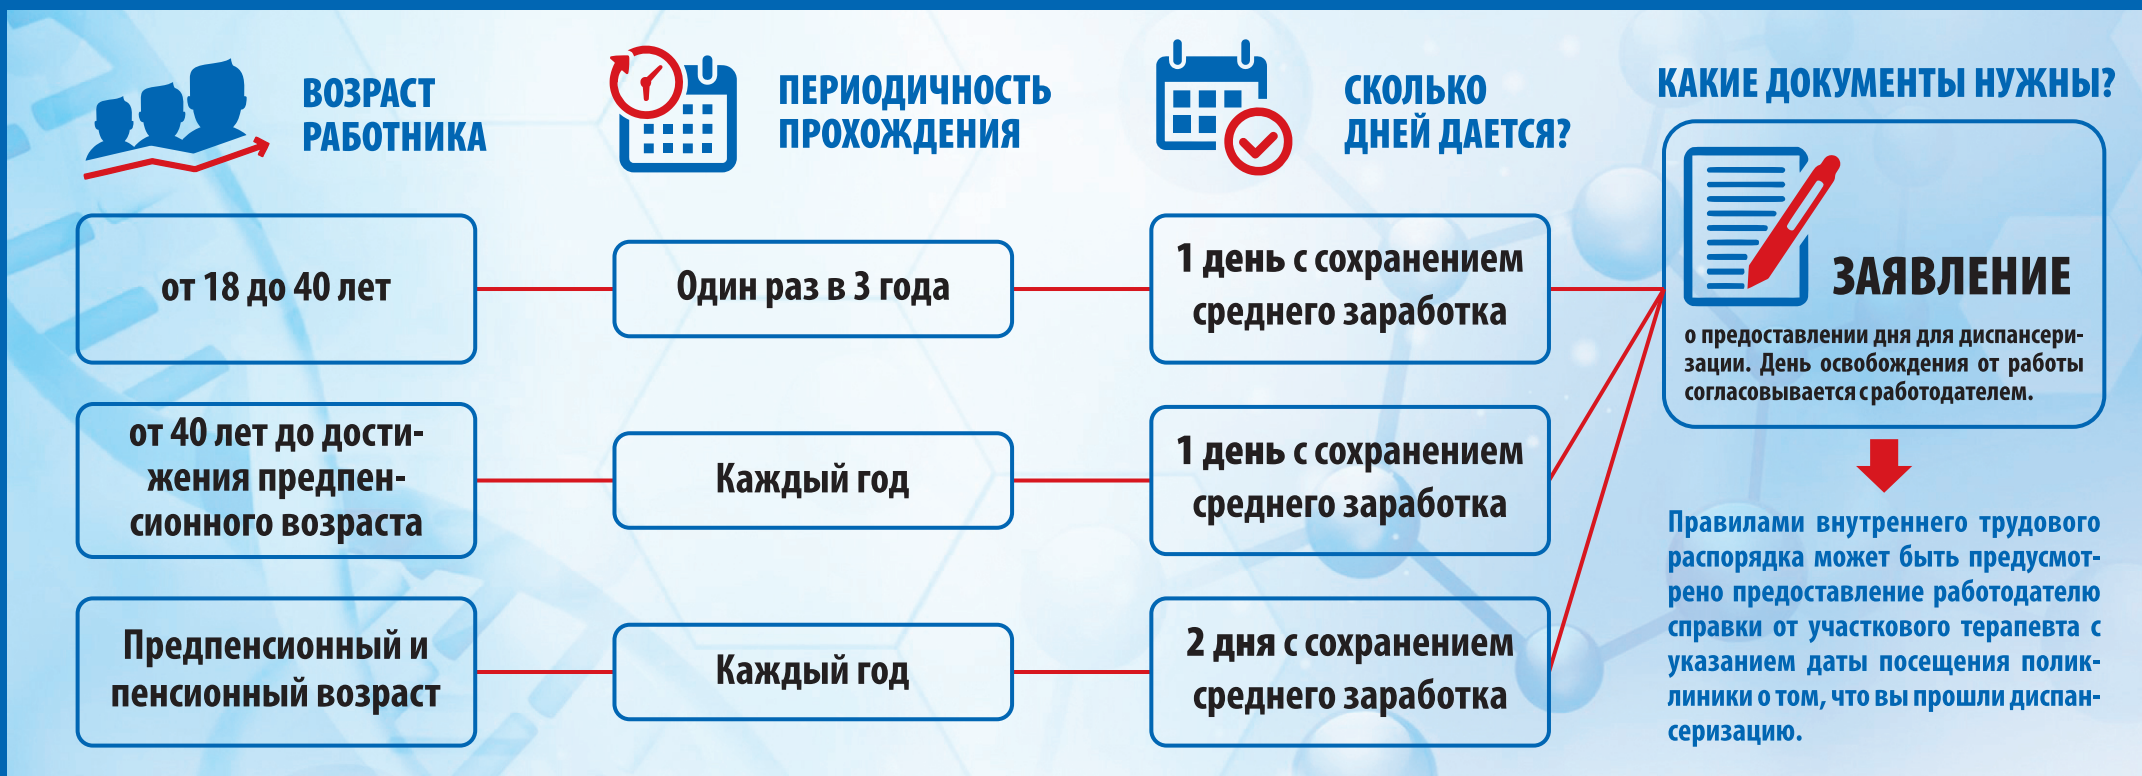 ВОЗРАСТ
РАБОТНИКА
ПЕРИОДИЧНОСТЬ
ПРОХОЖДЕНИЯ
СКОЛЬКО
ДНЕЙ ДАЕТСЯ?
КАКИЕ ДОКУМЕНТЫ НУЖНЫ?
от 18 до 40 лет
Один раз в 3 года
1 день с сохранением
среднего заработка
от 40 лет до дости-
жения предпен-
сионного возраста
Каждый год
1 день с сохранением
среднего заработка
Предпенсионный и
пенсионный возраст
Каждый год
2 дня с сохранением
среднего заработка
ЗАЯВЛЕНИЕ
о предоставлении дня для диспансери-
зации. День освобождения от работы
согласовывается с работодателем.
Правилами внутреннего трудового
распорядка может быть предусмот-
рено предоставление работодателю
справки от участкового терапевта с
указанием даты посещения полик-
линики о том, что вы прошли диспан-
серизацию.